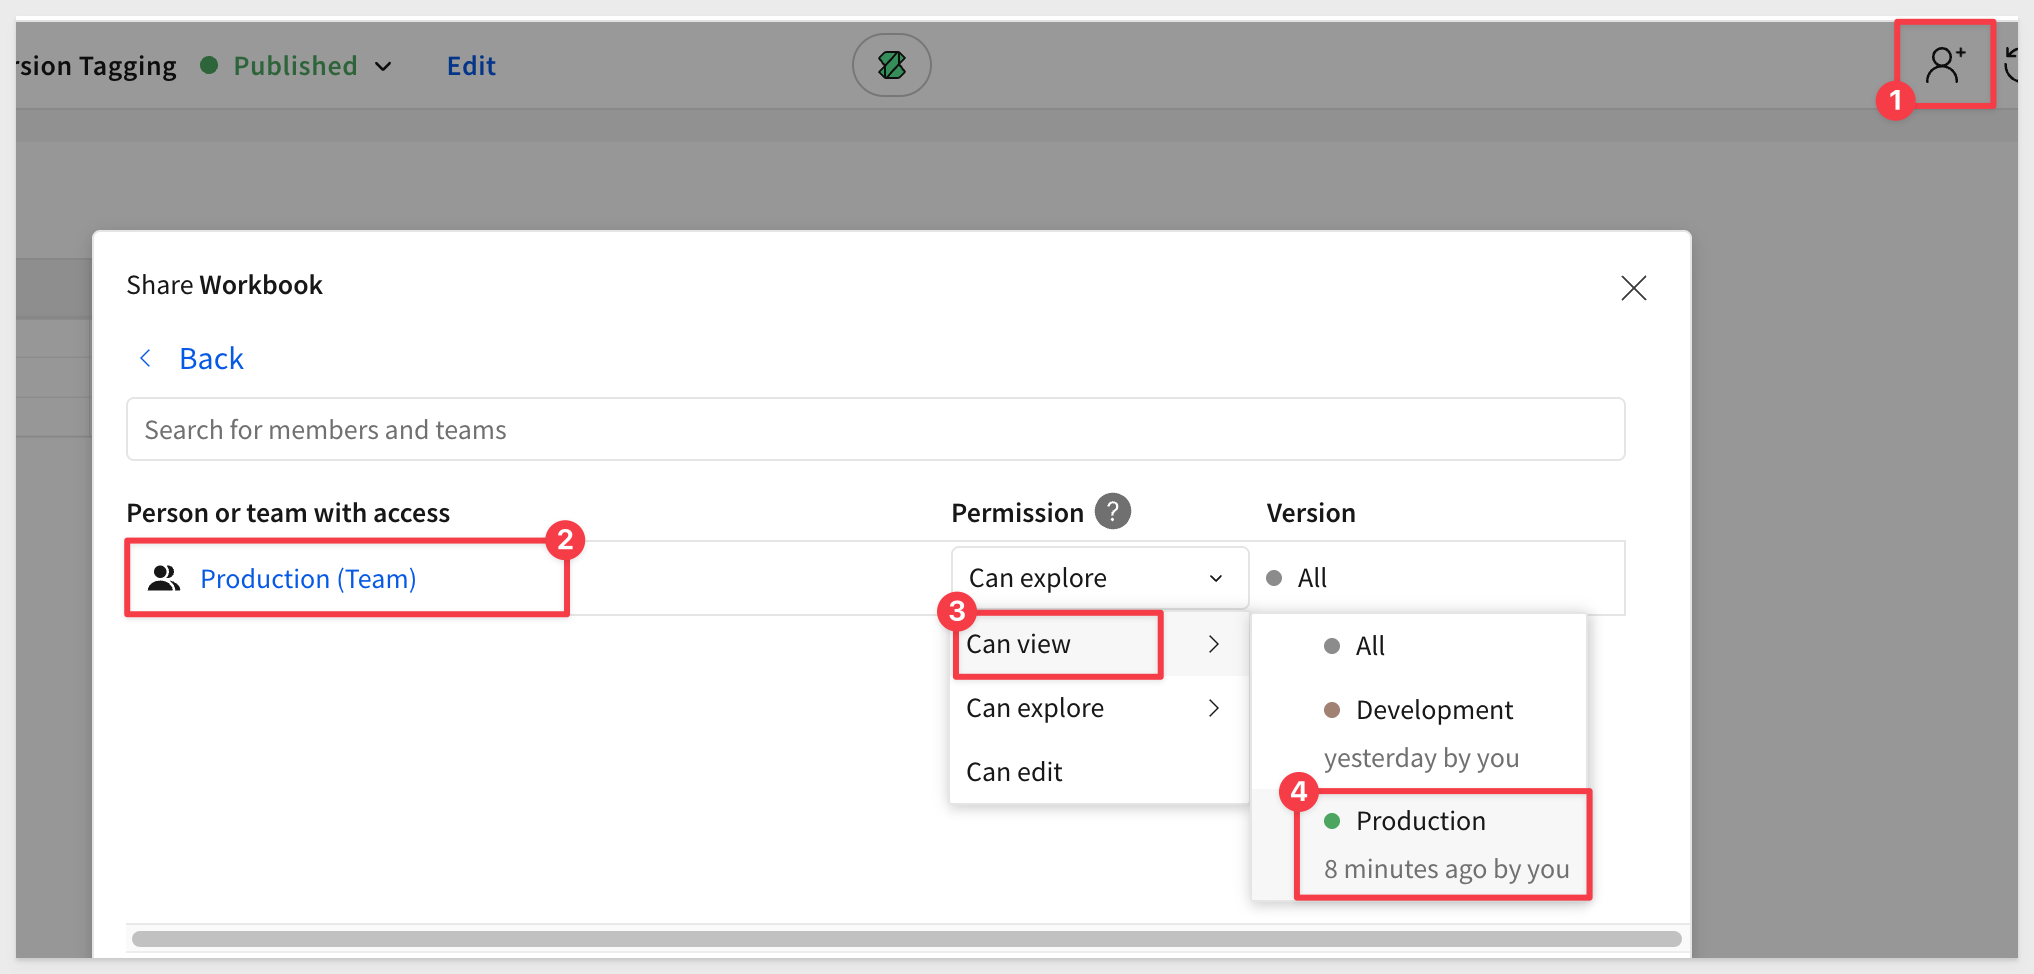 rsion Tagging Published Edit
1
Share Workbook
Back
Search for members and teams
Person or team with access Permission ? Version
2
Production (Team) Can explore All
3
Can view All
Can explore Development
yesterday by you
Can edit
4
Production
8 minutes ago by you